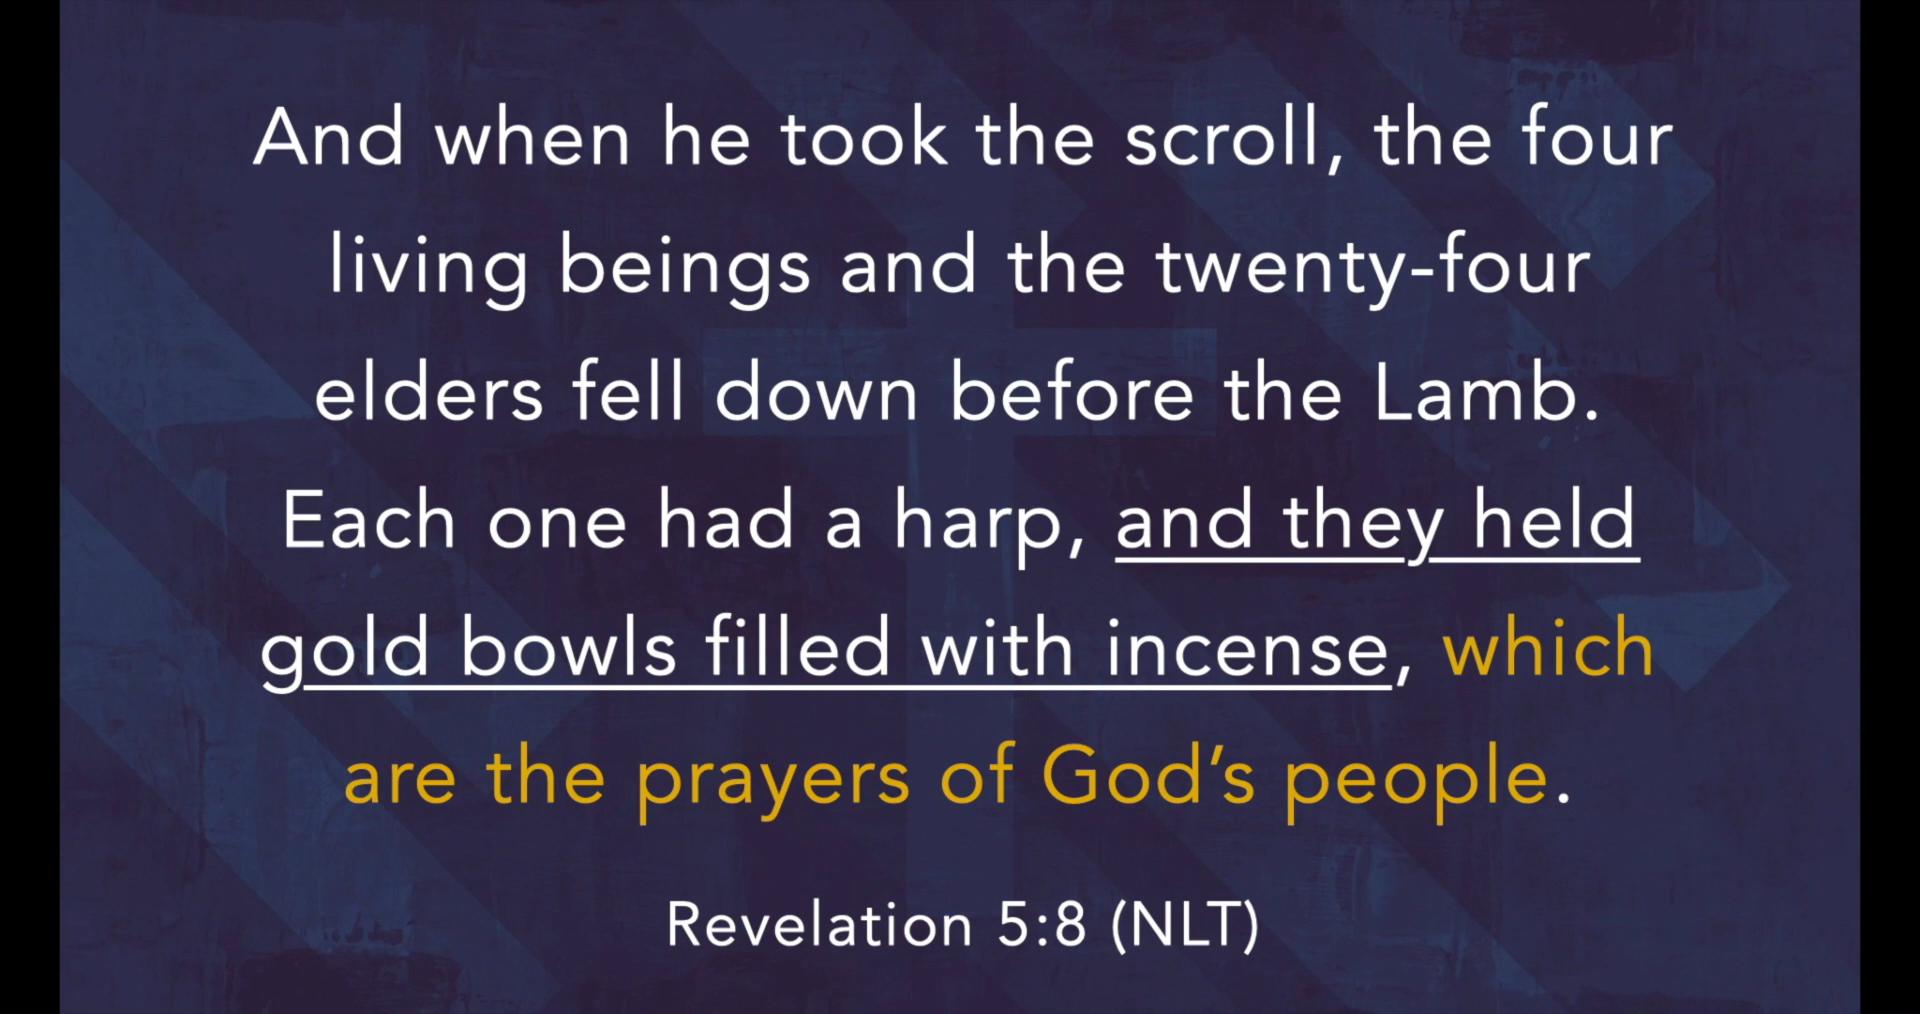 And when he took the scroll, the four
living beings and the twenty-four
elders fell down before the Lamb.
Each one had a harp, and they held
gold bowls filled with incense, which
are the prayers of God’s people.
Revelation 5:8 (NLT)